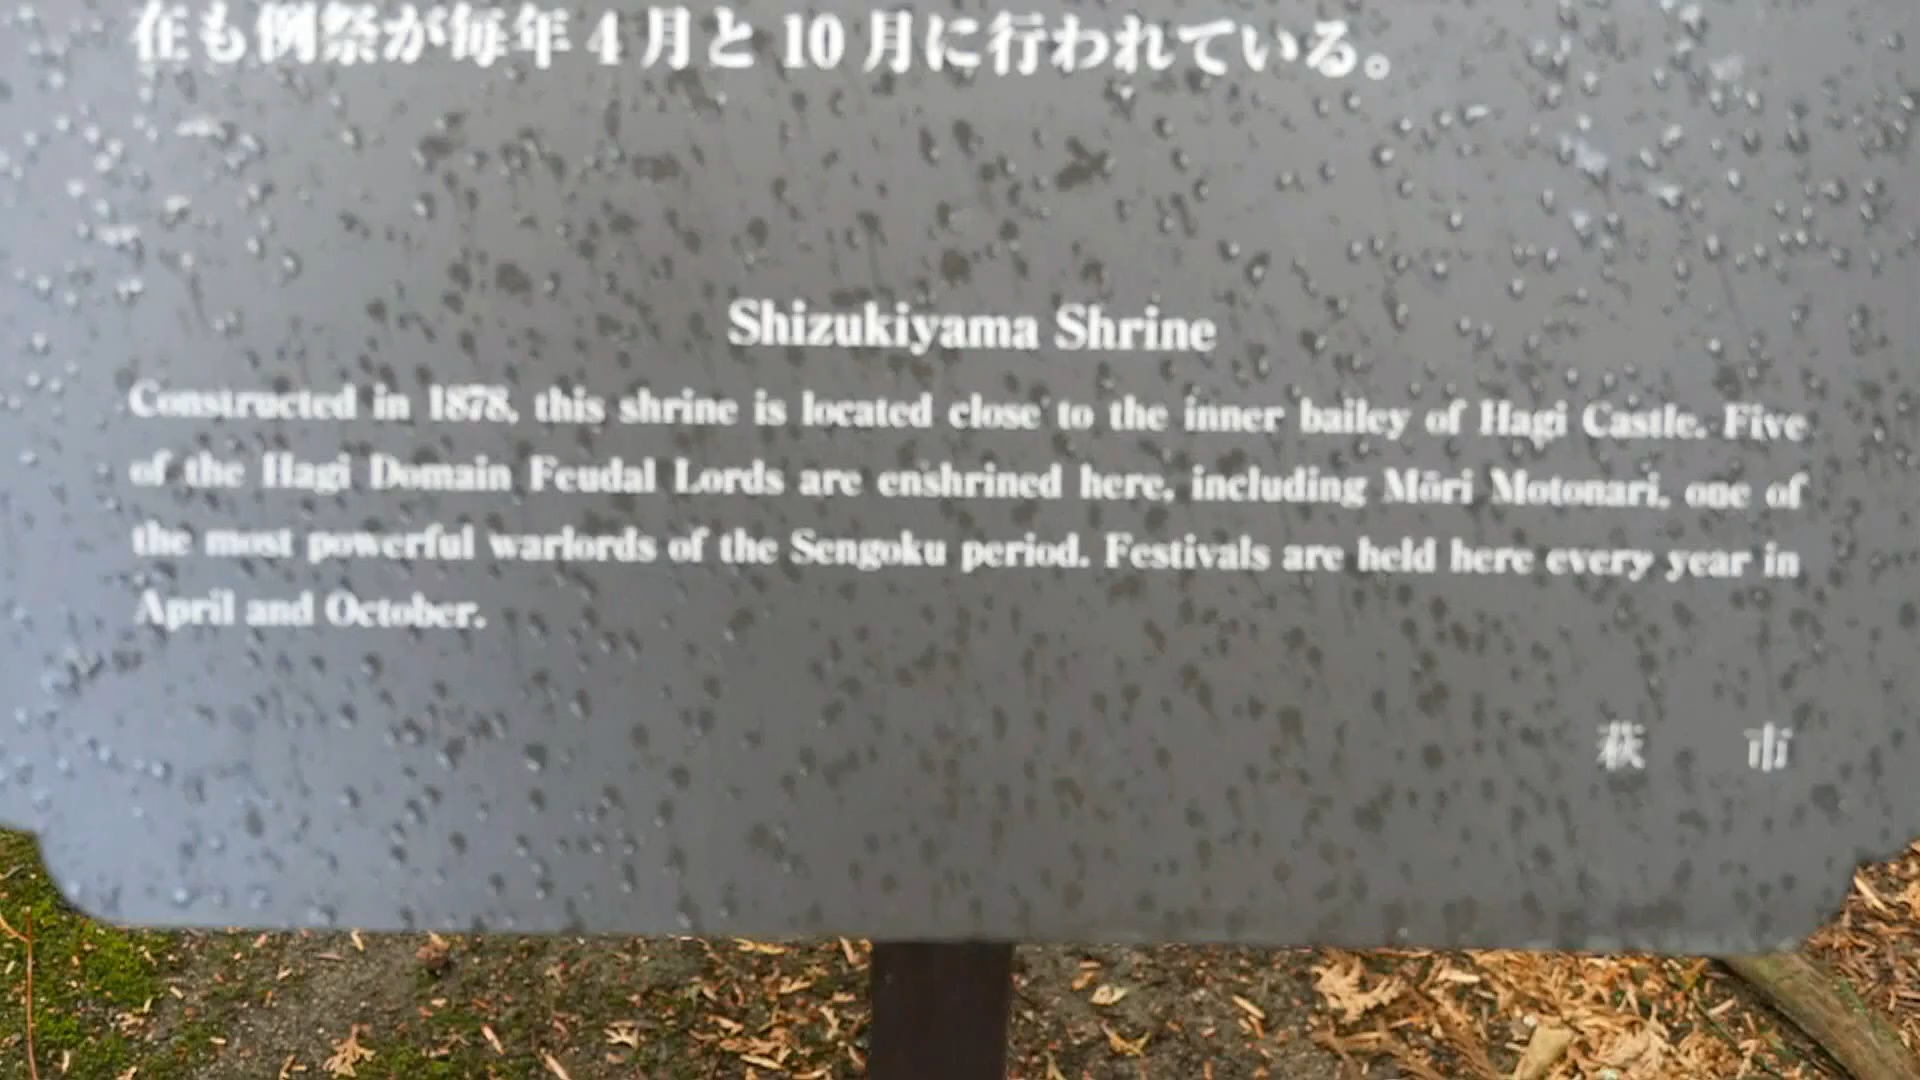 在も例祭が毎年4月と10月に行われている。
Shizukiyama Shrine
Constructed in 1878, this shrine is located close to the inner bailey of Hagi Castle. Five
of the Hagi Domain Feudal Lords are enshrined here, including Mōri Motonari, one of
the most powerful warlords of the Sengoku period. Festivals are held here every year in
April and October.
萩 市